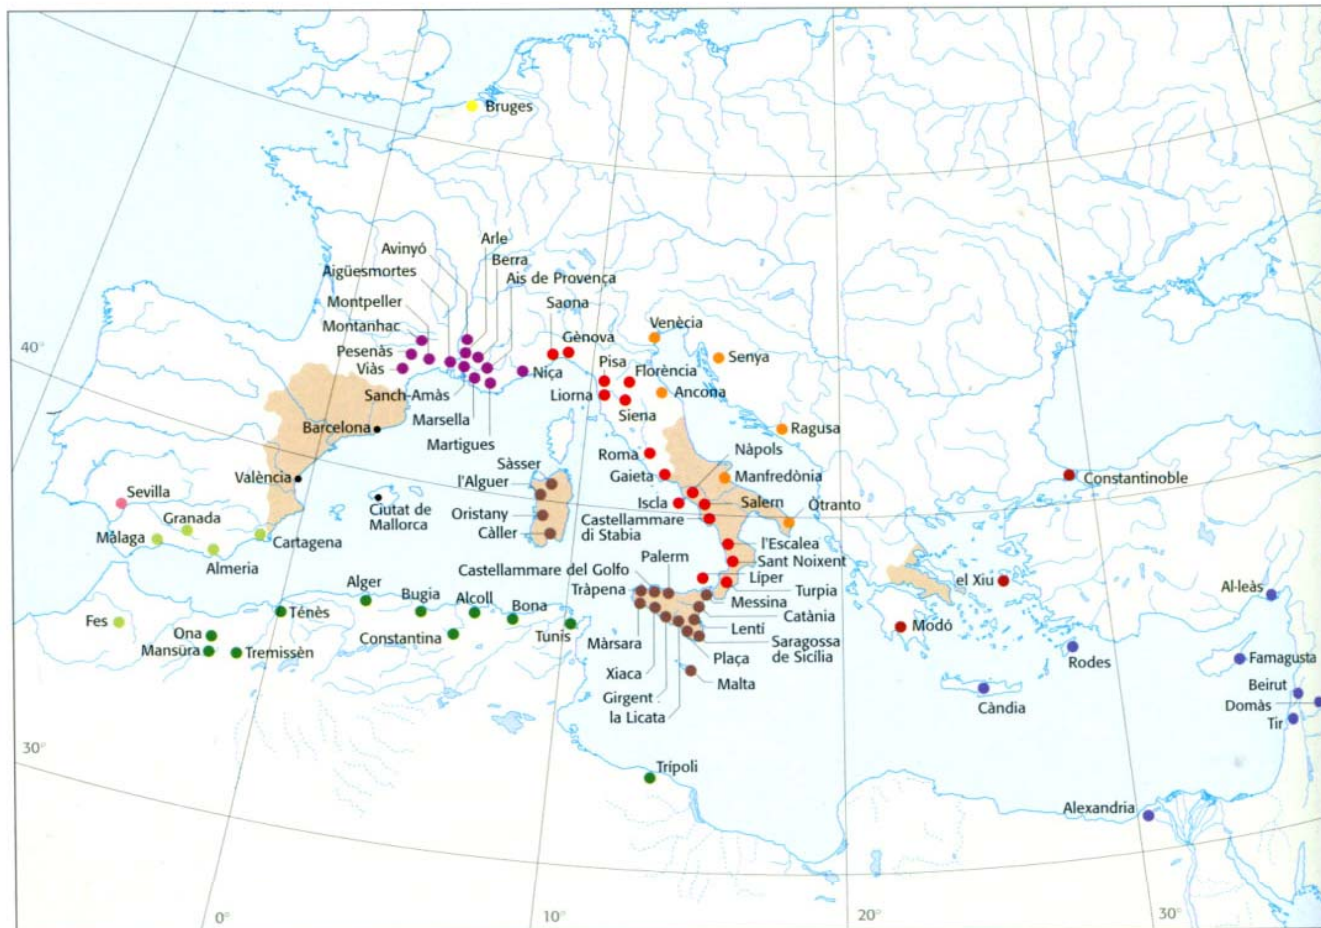 Bruges
Arle
Avinyó
Berra
Aigüesmortes
Ais de Provença
Montpeller
Saona
Montanhac
Gènova
Venècia
Pesenàs
Senya
Viàs
Niça
Pisa
Florència
40°
Sanch-Amàs
Liorna
Ancona
Marsella
Siena
Barcelona
Martigues
Ragusa
Roma
Nàpols
Sàsser
Gaieta
Manfredònia
Constantinoble
València
l'Alguer
Sevilla
Ciutat de
Mallorca
Iscla
Salern
Òtranto
Granada
Oristany
Castellammare
di Stabia
Màlaga
Cartagena
Càller
l'Escalea
Almeria
Palerm
Sant Noixent
Castellammare del Golfo
Líper
el Xiu
Alger
Tràpena
Turpia
Al·leàs
Bugia
Alcoll
Messina
Ténès
Bona
Catània
Fes
Modó
Ona
Constantina
Tunis
Lentí
Mansüra
Tremissèn
Màrsara
Saragossa
de Sicília
Plaça
Rodes
Famagusta
Xiaca
Malta
Beirut
Girgent
Càndia
Domàs
la Licata
Tir
30°
Trípoli
Alexandria
0°
10°
20°
30°